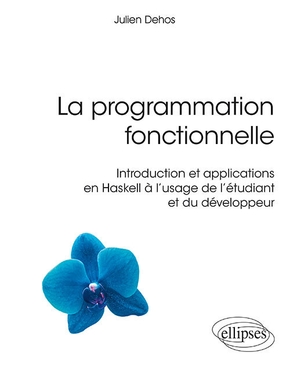 Julien Dehos
La programmation
fonctionnelle
Introduction et applications
en Haskell à l'usage de l'étudiant
et du développeur
ellipses